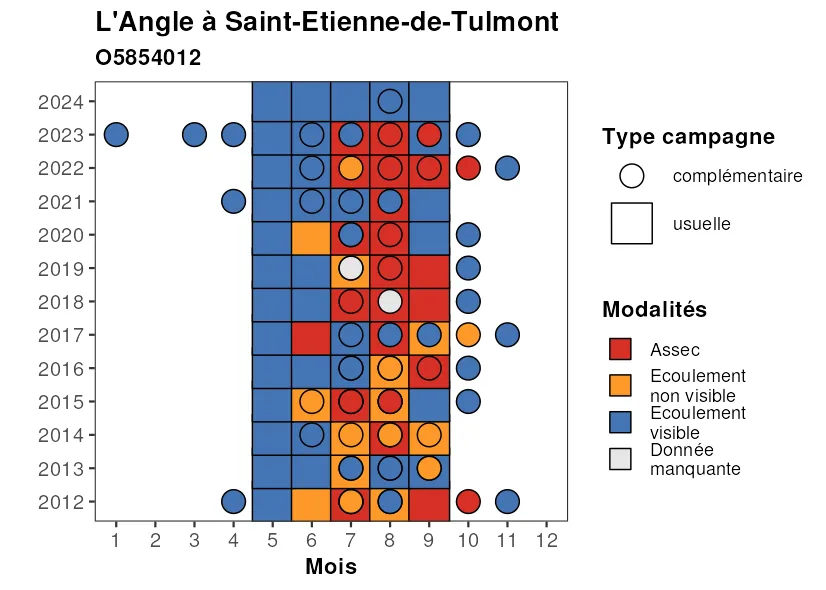 L'Angle à Saint-Etienne-de-Tulmont
O5854012
2024
2023
2022
2021
2020
2019
2018
2017
2016
2015
2014
2013
2012
1 2 3 4 5 6 7 8 9 10 11 12
Mois
Type campagne
complémentaire
usuelle
Modalités
Assec
Ecoulement
non visible
Ecoulement
visible
Donnée
manquante